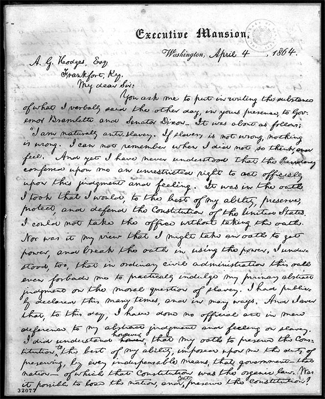 Executive Mansion,
Washington, April 4, 1864.
A. G. Hodges, Esq
Frankfort, Ky.
My dear Sir:
You ask me to put in writing the substance
of what I verbally said the other day, in your presence, to Gov-
ernor Bramlette and Senator Dixon. It was about as follows:
"I am naturally anti-slavery. If slavery is not wrong, nothing
is wrong. I can not remember when I did not so think, and
feel. And yet I have never understood that the Presidency
conferred upon me an unrestricted right to act officially
upon this judgment and feeling. It was in the oath
I took that I would, to the best of my ability, preserve,
protect, and defend the Constitution of the United States.
I could not take the office without taking the oath.
Nor was it my view that I might take an oath to get
power, and break the oath in using the power. I under-
stood, too, that in ordinary civil administration this oath
even forbade me to practically indulge my primary abstract
judgment on the moral question of slavery. I had public-
ly declared this many times, and in many ways. And I aver
that, to this day, I have done no official act in mere
deference to my abstract judgment and feeling on slavery.
I did understand however, that my oath to preserve the Consti-
tution to the best of my ability, imposed upon me the duty of
preserving, by every indispensable means, that government—that
nation—of which that Constitution was the organic law. Was
it possible to lose the nation, and yet preserve the Constitution?
32077